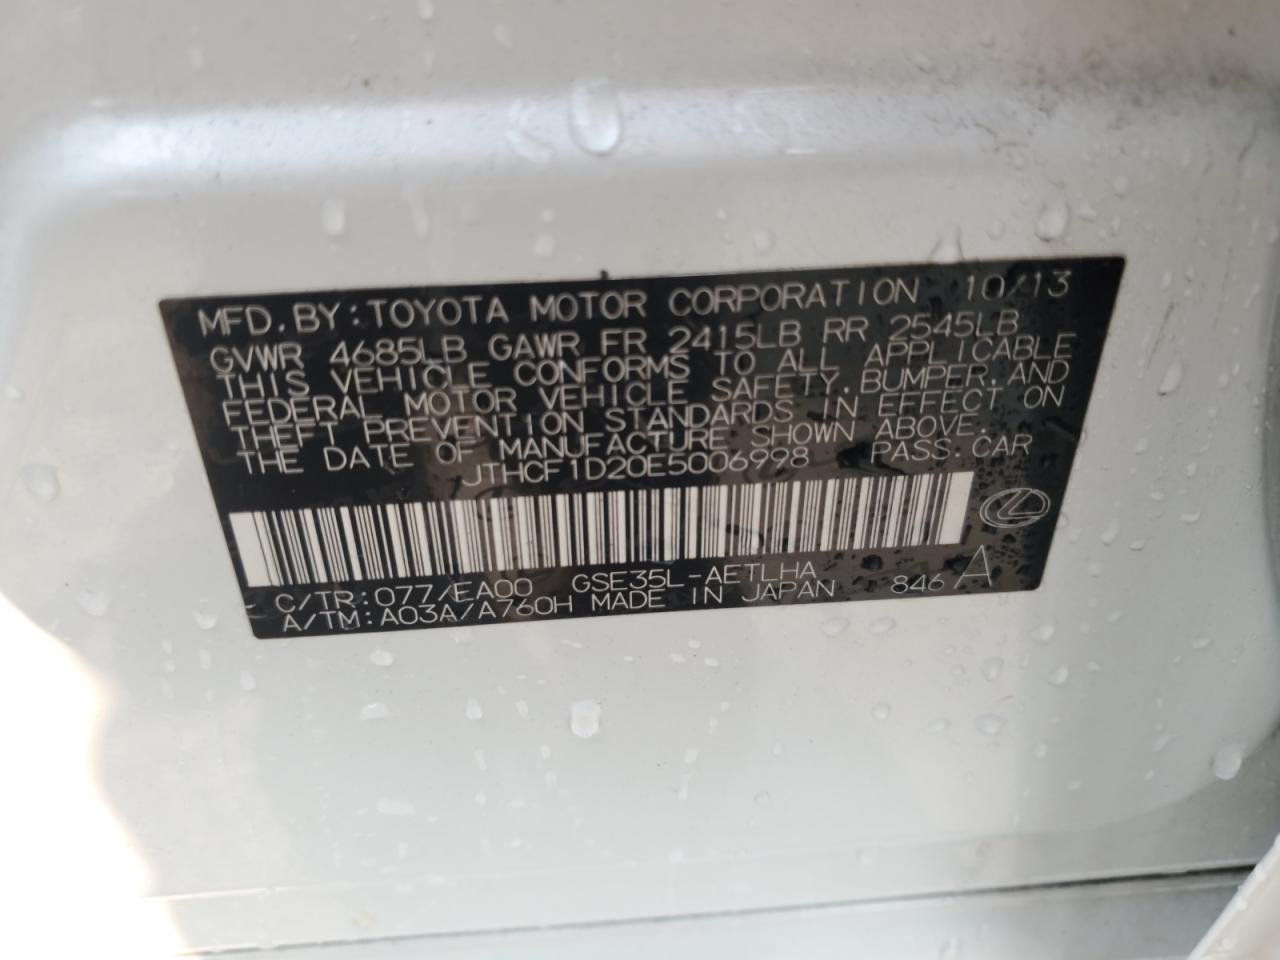 MFD. BY: TOYOTA MOTOR CORPORATION 10/13
GVWR 4685LB GAWR FR 2415LB RR 2545LB
THIS VEHICLE CONFORMS TO ALL APPLICABLE
FEDERAL MOTOR VEHICLE SAFETY, BUMPER, AND
THEFT PREVENTION STANDARDS IN EFFECT ON
THE DATE OF MANUFACTURE SHOWN ABOVE.
JTHCF1D20E5006998 PASS. CAR
C/TR: 077/EA00 GSE35L-AETLHA
A/TM: A03A/A760H MADE IN JAPAN 846 A